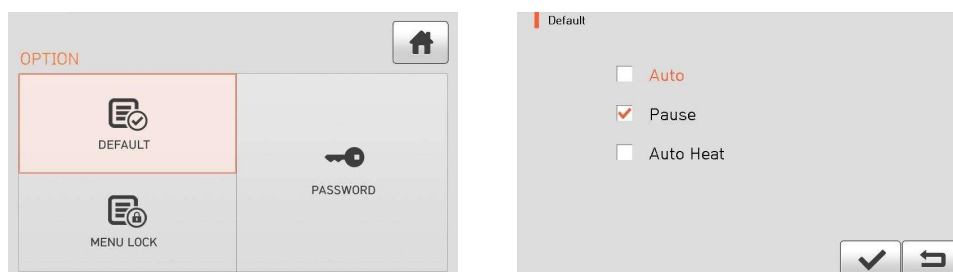 OPTION
DEFAULT
PASSWORD
MENU LOCK
Default
Auto
Pause
Auto Heat